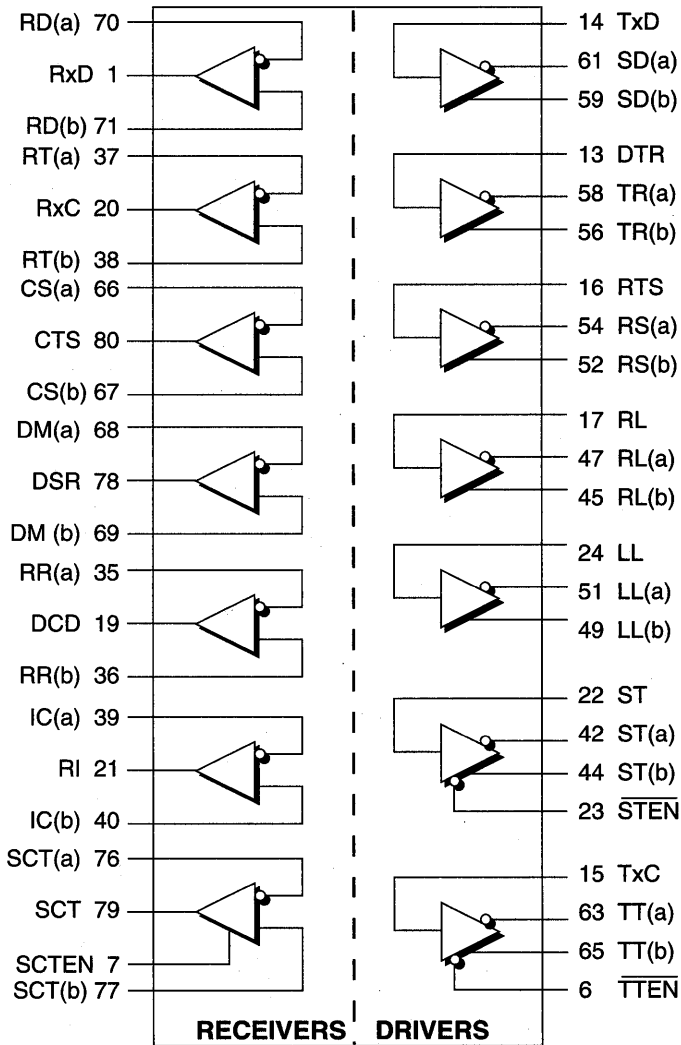 RD(a) 70
RxD 1
RD(b) 71
RT(a) 37
RxC 20
RT(b) 38
CS(a) 66
CTS 80
CS(b) 67
DM(a) 68
DSR 78
DM (b) 69
RR(a) 35
DCD 19
RR(b) 36
IC(a) 39
RI 21
IC(b) 40
SCT(a) 76
SCT 79
SCTEN 7
SCT(b) 77
RECEIVERS
14 TxD
61 SD(a)
59 SD(b)
13 DTR
58 TR(a)
56 TR(b)
16 RTS
54 RS(a)
52 RS(b)
17 RL
47 RL(a)
45 RL(b)
24 LL
51 LL(a)
49 LL(b)
22 ST
42 ST(a)
44 ST(b)
23 S̅T̅E̅N̅
15 TxC
63 TT(a)
65 TT(b)
6 T̅T̅E̅N̅
DRIVERS